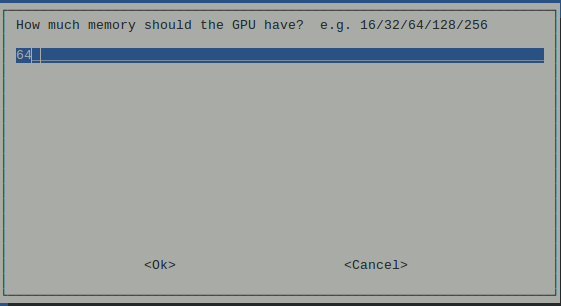 How much memory should the GPU have?  e.g. 16/32/64/128/256
64
<Ok> <Cancel>